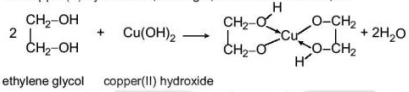 H
CH₂–OH CH₂–O O–CH₂
2 + Cu(OH)₂ ⟶ Cu + 2H₂O
CH₂–OH CH₂–O O–CH₂
H
ethylene glycol copper(II) hydroxide